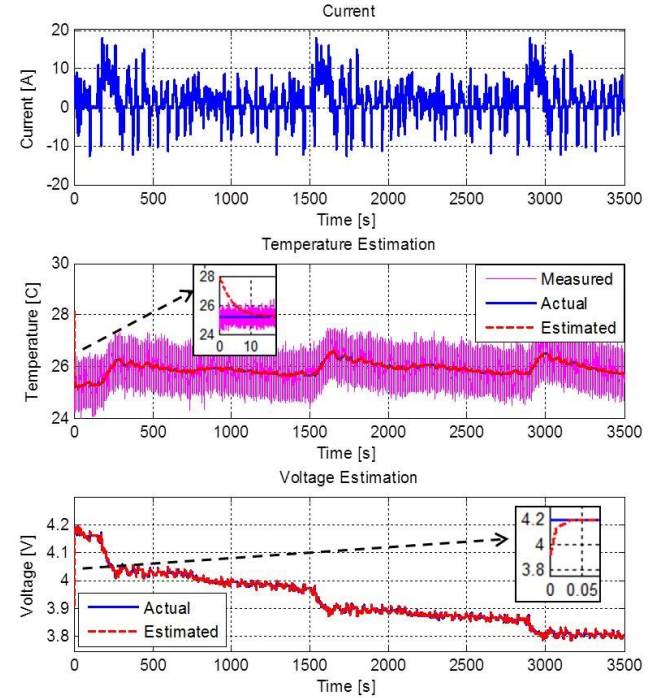 Current
Current [A]
20
10
0
-10
-20
0 500 1000 1500 2000 2500 3000 3500
Time [s]
Temperature Estimation
Temperature [C]
30
28
26
24
28
26
24
0 10
Measured
Actual
Estimated
0 500 1000 1500 2000 2500 3000 3500
Time [s]
Voltage Estimation
Voltage [V]
4.2
4.1
4
3.9
3.8
4.2
4
3.8
0 0.05
Actual
Estimated
0 500 1000 1500 2000 2500 3000 3500
Time [s]